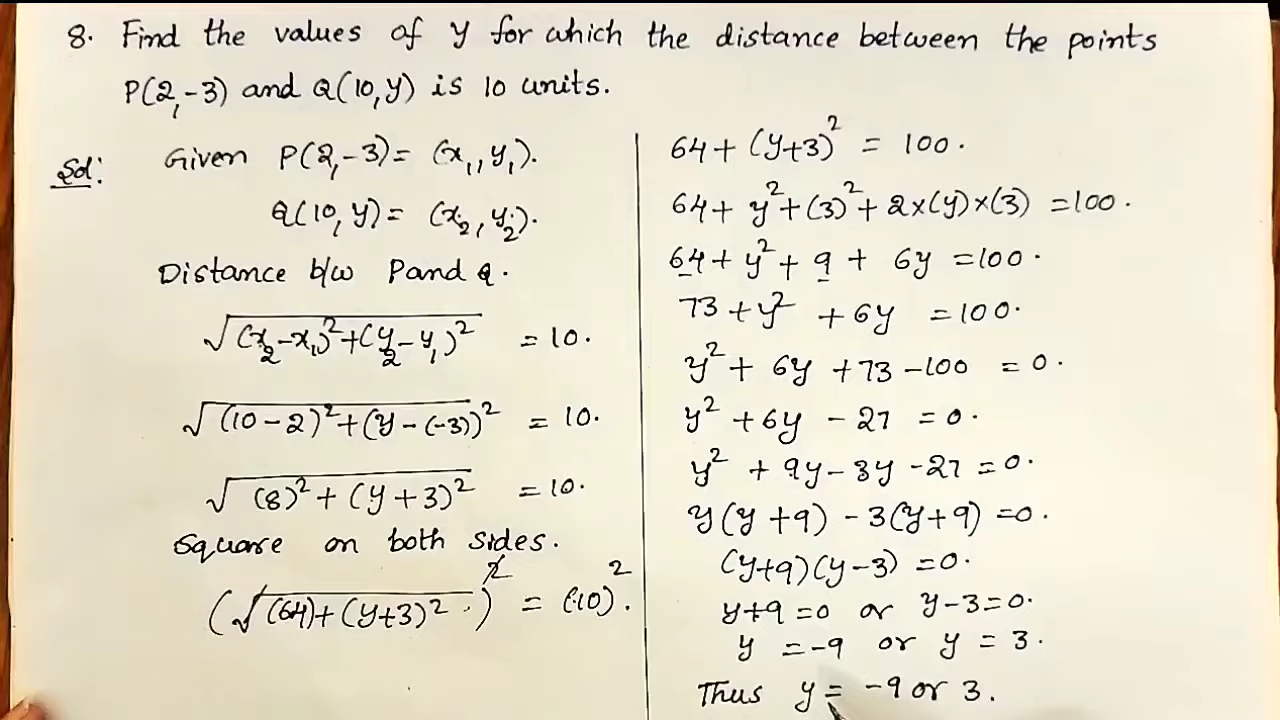 8. Find the values of y for which the distance between the points
P(2,-3) and Q(10,y) is 10 units.
Sol:
Given P(2,-3) = (x₁, y₁).
Q(10, y) = (x₂, y₂).
Distance b/w P and Q.
√((x₂-x₁)²+(y₂-y₁)²) = 10.
√((10-2)²+(y-(-3))²) = 10.
√((8)²+(y+3)²) = 10.
Square on both sides.
(√((64)+(y+3)²))² = (10)².
64+(y+3)² = 100.
64+ y²+(3)²+ 2×(y)×(3) =100.
64+ y²+ 9 + 6y =100.
73 + y² + 6y = 100.
y² + 6y +73 -100 = 0.
y² +6y - 27 = 0.
y² + 9y - 3y -27 = 0.
y(y +9) - 3(y+9) =0.
(y+9)(y-3) =0.
y+9 =0 or y-3=0.
y = -9 or y = 3.
Thus y = -9 or 3.